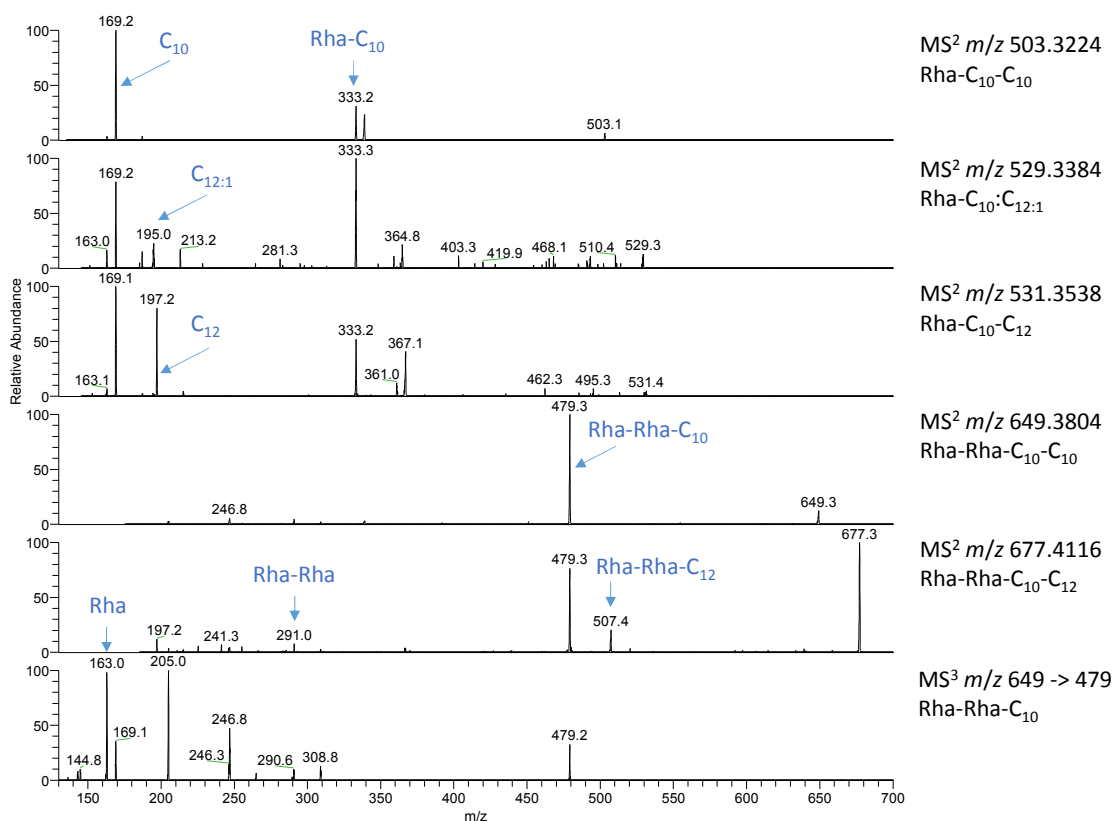 169.2
100
C₁₀
Rha-C₁₀
333.2
50
503.1
0
MS² m/z 503.3224
Rha-C₁₀-C₁₀
333.3
100
169.2
C₁₂:₁
50
163.0
195.0
213.2
281.3
364.8
403.3
419.9
468.1
510.4
529.3
0
MS² m/z 529.3384
Rha-C₁₀:C₁₂:₁
169.1
100
197.2
C₁₂
333.2
367.1
50
163.1
361.0
462.3
495.3
531.4
0
MS² m/z 531.3538
Rha-C₁₀-C₁₂
Relative Abundance
479.3
100
Rha-Rha-C₁₀
50
246.8
649.3
0
MS² m/z 649.3804
Rha-Rha-C₁₀-C₁₀
677.3
100
479.3
Rha-Rha
Rha-Rha-C₁₂
50
Rha
197.2
241.3
291.0
507.4
0
MS² m/z 677.4116
Rha-Rha-C₁₀-C₁₂
163.0
205.0
100
246.8
50
169.1
479.2
144.8
246.3
290.6
308.8
0
MS³ m/z 649 -> 479
Rha-Rha-C₁₀
150 200 250 300 350 400 450 500 550 600 650 700
m/z